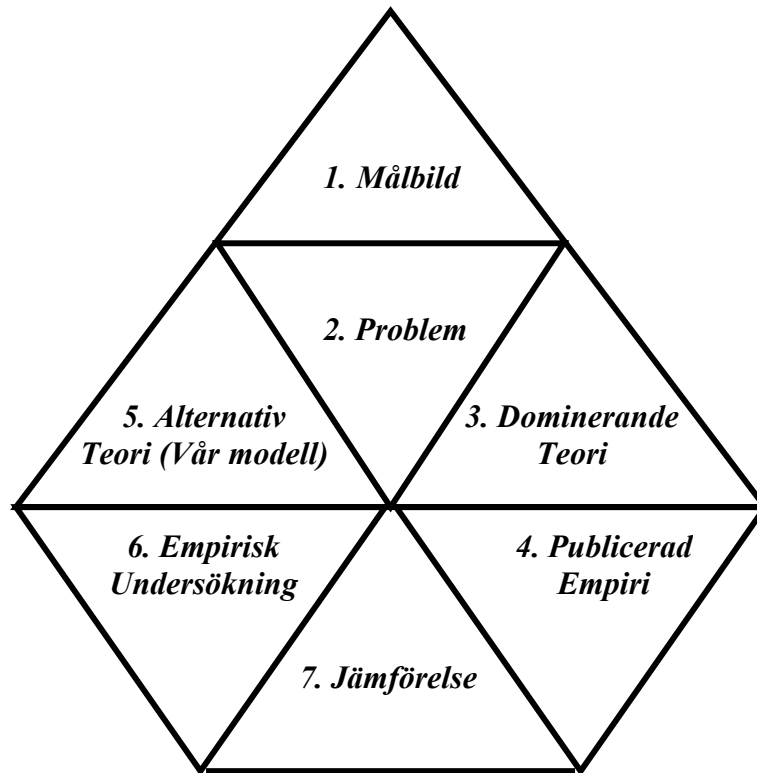 1. Målbild
2. Problem
5. Alternativ
Teori (Vår modell)
3. Dominerande
Teori
6. Empirisk
Undersökning
4. Publicerad
Empiri
7. Jämförelse